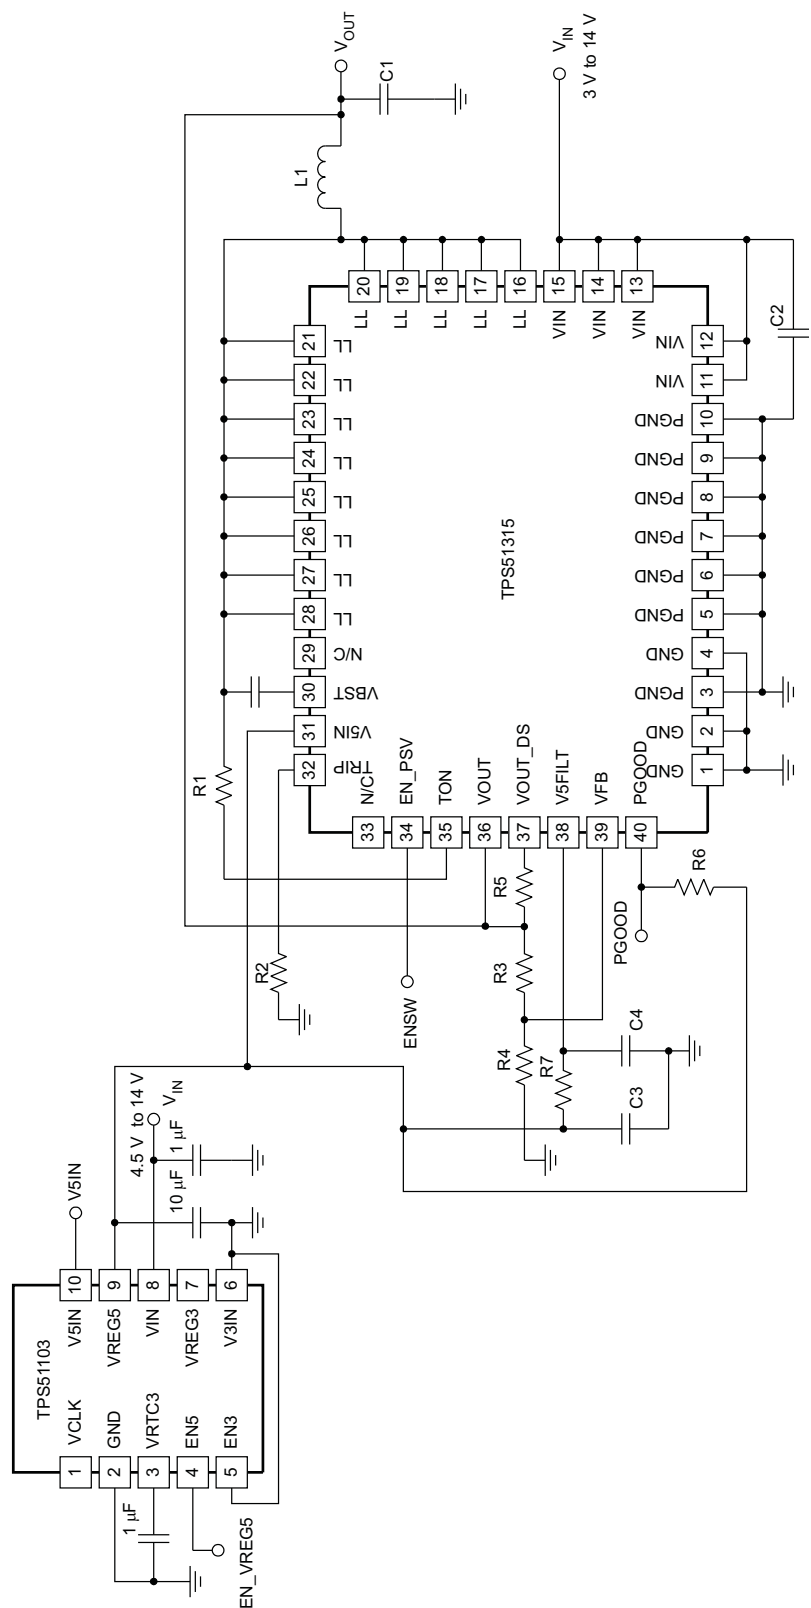 TPS51103
VCLK
GND
VRTC3
EN5
EN3
1
2
3
4
5
V5IN
VREG5
VIN
VREG3
V3IN
10
9
8
7
6
1 µF
EN_VREG5
V5IN
4.5 V to 14 V
VIN
10 µF
1 µF
R1
R2
ENSW
R3
R4
R5
R7
C3
C4
PGOOD
R6
TPS51315
33 N/C
34 EN_PSV
35 TON
36 VOUT
37 VOUT_DS
38 V5FILT
39 VFB
40 PGOOD
32 TRIP
31 V5IN
30 VBST
29 N/C
28 LL
27 LL
26 LL
25 LL
24 LL
23 LL
22 LL
21 LL
1 GND
2 GND
3 PGND
4 GND
5 PGND
6 PGND
7 PGND
8 PGND
9 PGND
10 PGND
11 VIN
12 VIN
LL 20
LL 19
LL 18
LL 17
LL 16
VIN 15
VIN 14
VIN 13
L1
VOUT
C1
VIN
3 V to 14 V
C2